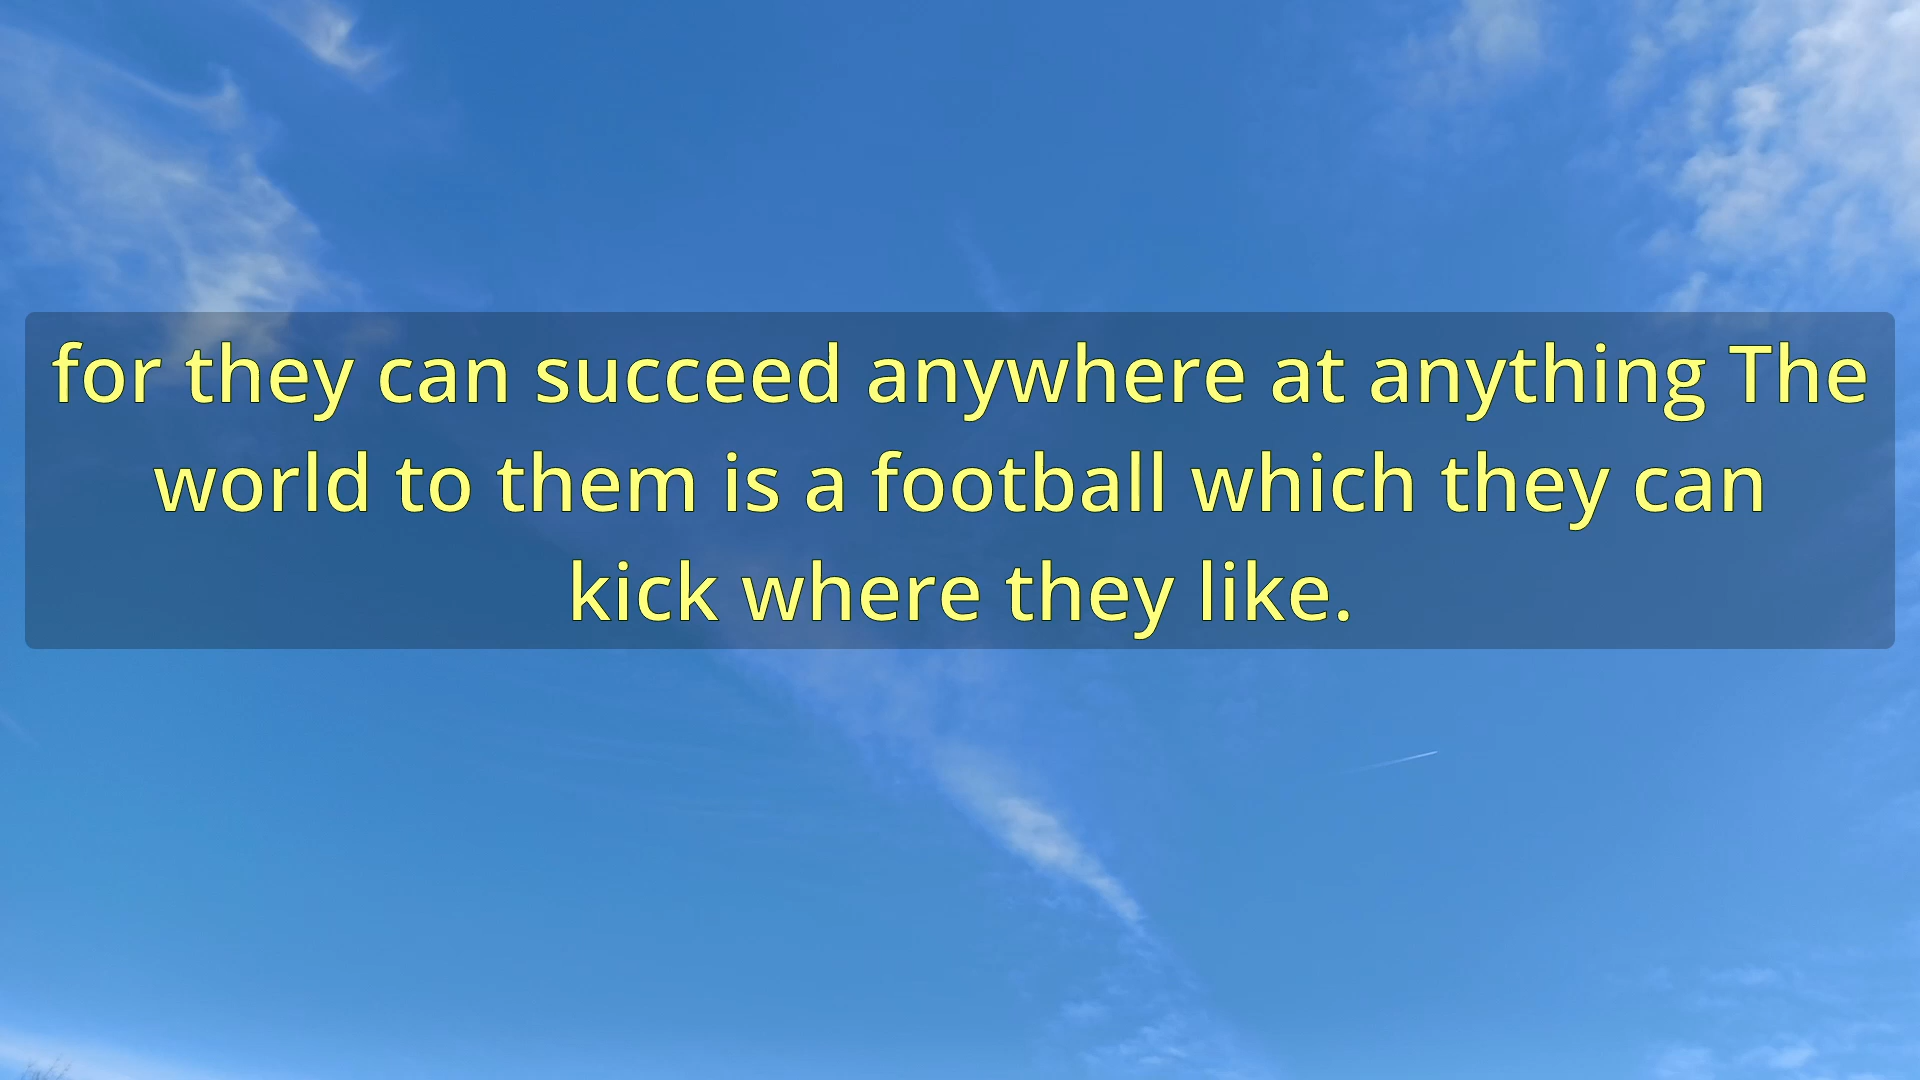 for they can succeed anywhere at anything The
world to them is a football which they can
kick where they like.